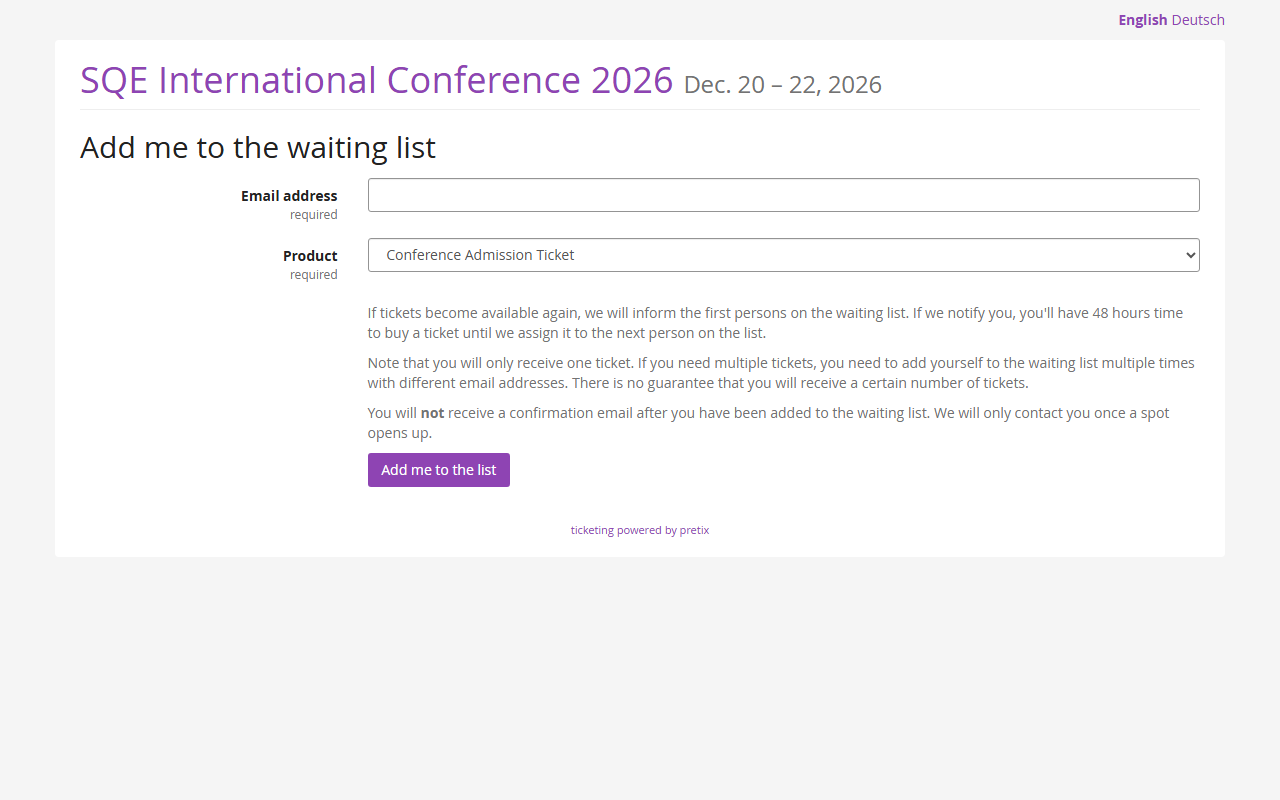 English Deutsch
SQE International Conference 2026 Dec. 20 – 22, 2026
Add me to the waiting list
Email address
required
Product
required
Conference Admission Ticket
If tickets become available again, we will inform the first persons on the waiting list. If we notify you, you'll have 48 hours time
to buy a ticket until we assign it to the next person on the list.
Note that you will only receive one ticket. If you need multiple tickets, you need to add yourself to the waiting list multiple times
with different email addresses. There is no guarantee that you will receive a certain number of tickets.
You will not receive a confirmation email after you have been added to the waiting list. We will only contact you once a spot
opens up.
Add me to the list
ticketing powered by pretix